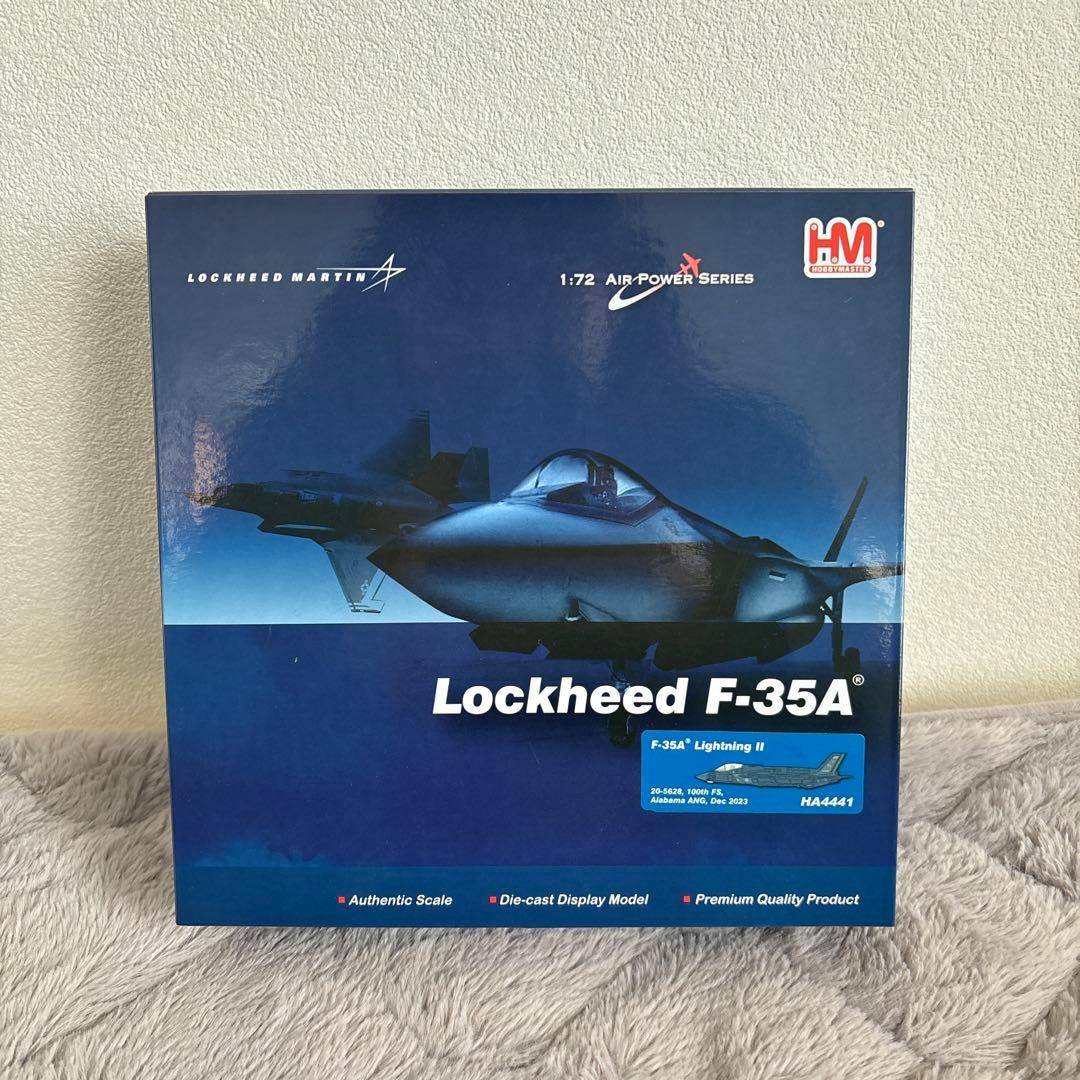 LOCKHEED MARTIN
1:72 AIR POWER SERIES
HM®
HOBBYMASTER
Lockheed F-35A®
F-35A® Lightning II
20-5628, 100th FS,
Alabama ANG, Dec 2023
HA4441
Authentic Scale
Die-cast Display Model
Premium Quality Product